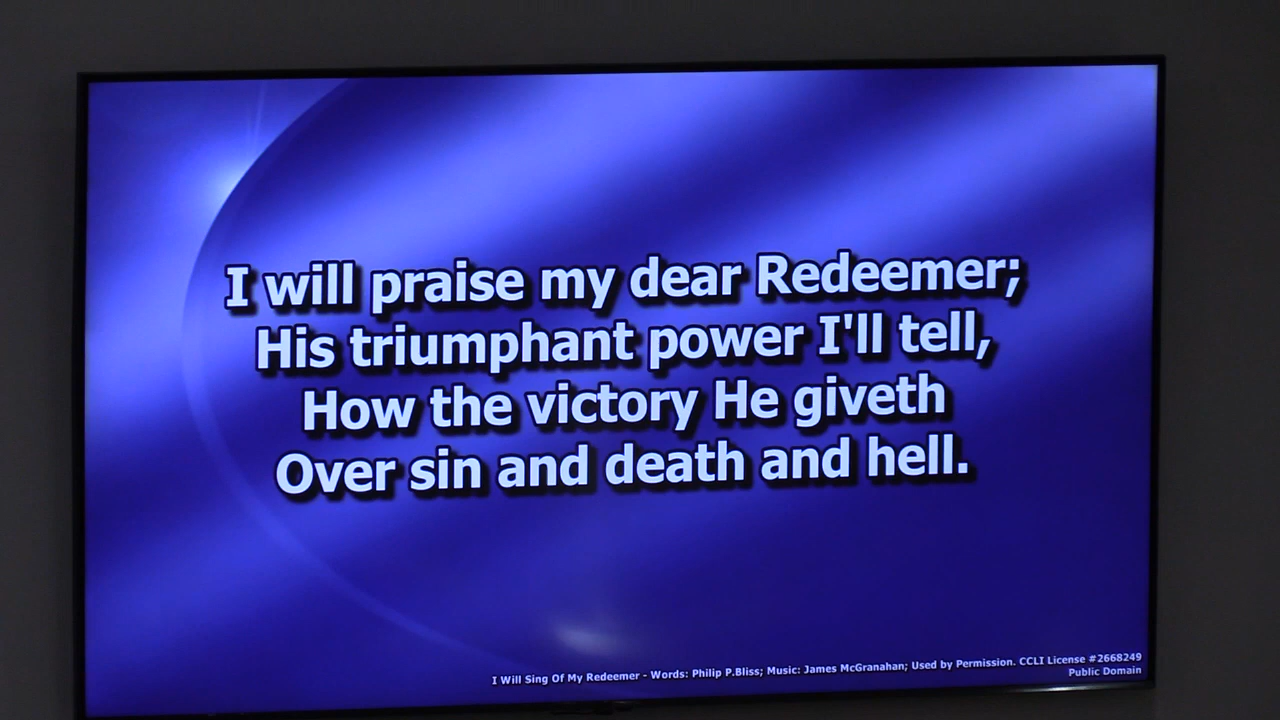 I will praise my dear Redeemer;
His triumphant power I'll tell,
How the victory He giveth
Over sin and death and hell.
I Will Sing Of My Redeemer - Words: Philip P.Bliss; Music: James McGranahan; Used by Permission. CCLI License #2668249
Public Domain